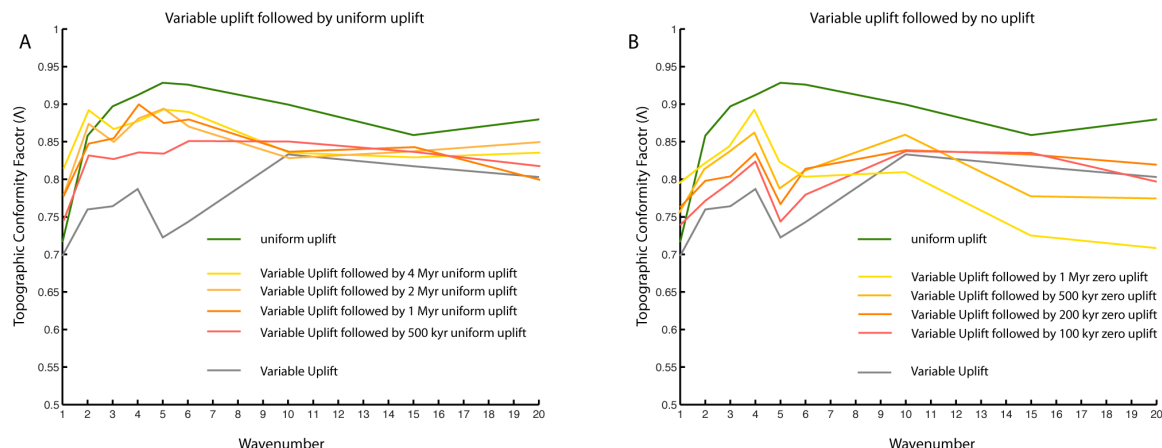 Variable uplift followed by uniform uplift
A
Topographic Conformity Facotr (Λ)
1
0.95
0.9
0.85
0.8
0.75
0.7
0.65
0.6
0.55
0.5
uniform uplift
Variable Uplift followed by 4 Myr uniform uplift
Variable Uplift followed by 2 Myr uniform uplift
Variable Uplift followed by 1 Myr uniform uplift
Variable Uplift followed by 500 kyr uniform uplift
Variable Uplift
1 2 3 4 5 6 7 8 9 10 11 12 13 14 15 16 17 18 19 20
Wavenumber
Variable uplift followed by no uplift
B
Topographic Conformity Facotr (Λ)
1
0.95
0.9
0.85
0.8
0.75
0.7
0.65
0.6
0.55
0.5
uniform uplift
Variable Uplift followed by 1 Myr zero uplift
Variable Uplift followed by 500 kyr zero uplift
Variable Uplift followed by 200 kyr zero uplift
Variable Uplift followed by 100 kyr zero uplift
Variable Uplift
1 2 3 4 5 6 7 8 9 10 11 12 13 14 15 16 17 18 19 20
Wavenumber